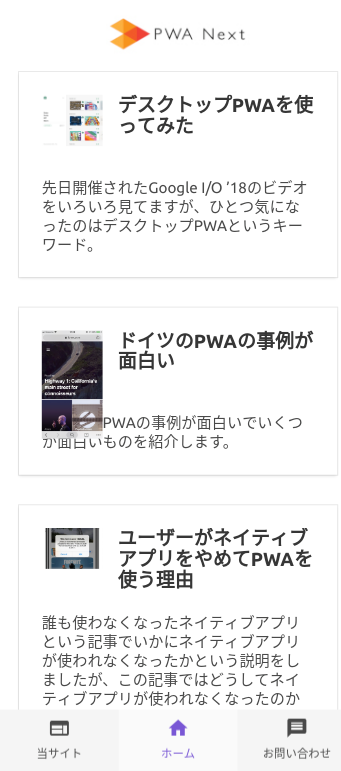 PWA Next
デスクトップPWAを使
ってみた
先日開催されたGoogle I/O ’18のビデオ
をいろいろ見てますが、ひとつ気にな
ったのはデスクトップPWAというキー
ワード。
ドイツのPWAの事例が
面白い
Highway 1: California's
main street for
connoisseurs
PWAの事例が面白いでいくつ
か面白いものを紹介します。
ユーザーがネイティブ
アプリをやめてPWAを
使う理由
誰も使わなくなったネイティブアプリ
という記事でいかにネイティブアプリ
が使われなくなったかという説明をし
ましたが、この記事ではどうしてネイ
ティブアプリが使われなくなったのか
当サイト
ホーム
お問い合わせ